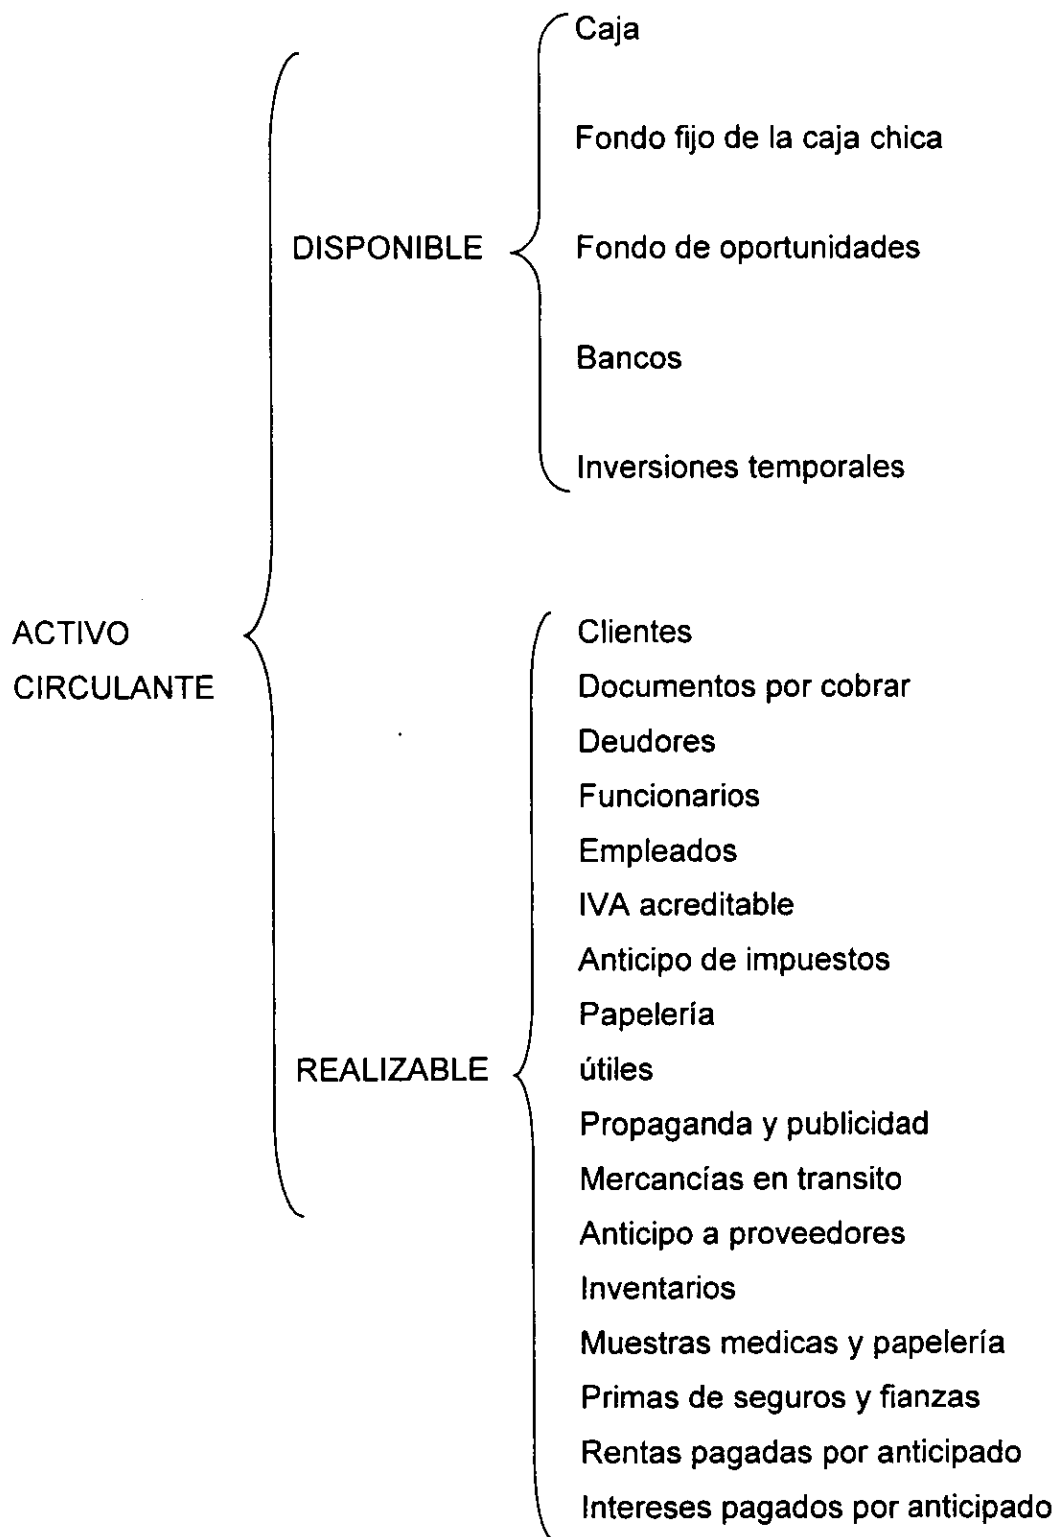 Caja
Fondo fijo de la caja chica
DISPONIBLE
Fondo de oportunidades
Bancos
Inversiones temporales
ACTIVO
CIRCULANTE
Clientes
Documentos por cobrar
Deudores
Funcionarios
Empleados
IVA acreditable
Anticipo de impuestos
Papelería
REALIZABLE
útiles
Propaganda y publicidad
Mercancías en transito
Anticipo a proveedores
Inventarios
Muestras medicas y papelería
Primas de seguros y fianzas
Rentas pagadas por anticipado
Intereses pagados por anticipado